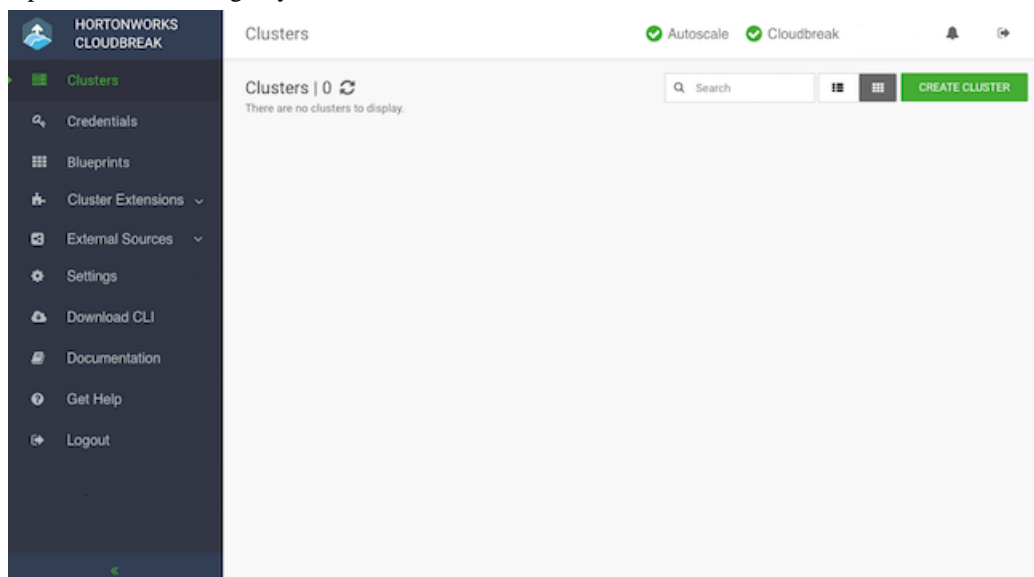 HORTONWORKS
CLOUDBREAK
Clusters
Autoscale
Cloudbreak
Clusters
Credentials
Blueprints
Cluster Extensions
External Sources
Settings
Download CLI
Documentation
Get Help
Logout
Clusters | 0
There are no clusters to display.
Search
CREATE CLUSTER